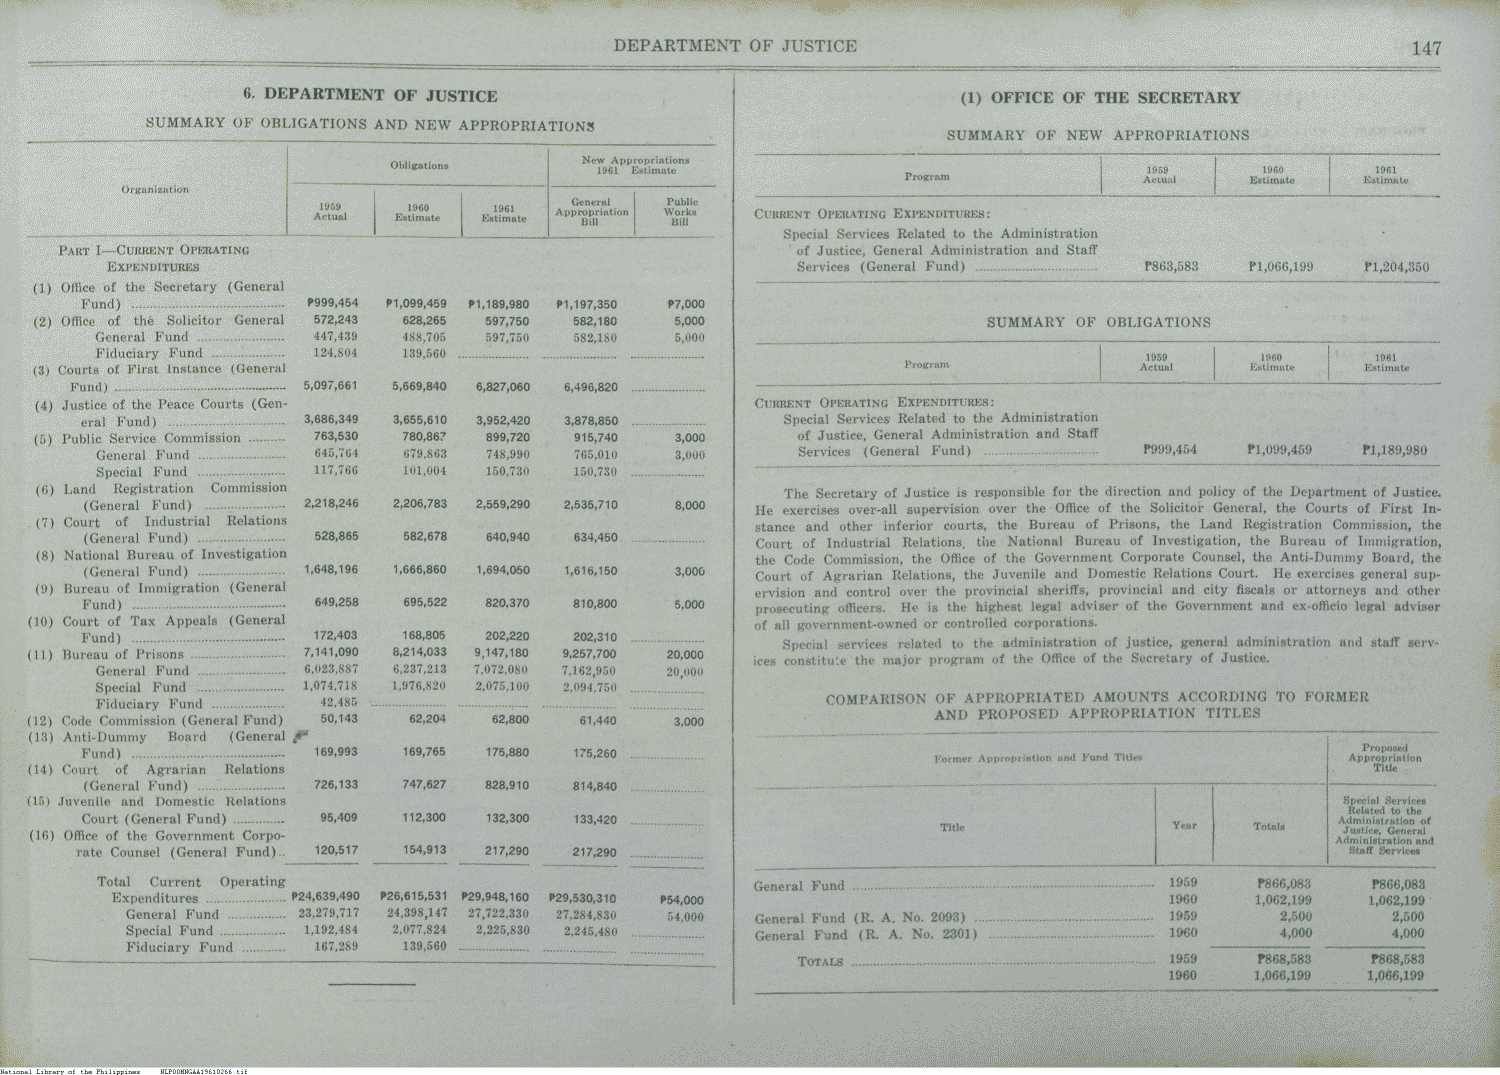 DEPARTMENT OF JUSTICE
147
6. DEPARTMENT OF JUSTICE
SUMMARY OF OBLIGATIONS AND NEW APPROPRIATIONS
Organization
Obligations
New Appropriations
1961 Estimate
1959 Actual
1960 Estimate
1961 Estimate
General Appropriation Bill
Public Works Bill
PART I—CURRENT OPERATING
EXPENDITURES
(1) Office of the Secretary (General
Fund) ₱999,454 ₱1,099,459 ₱1,189,980 ₱1,197,350 ₱7,000
(2) Office of the Solicitor General 572,243 628,265 597,750 582,180 5,000
General Fund 447,439 488,705 597,750 582,180 5,000
Fiduciary Fund 124,804 139,560
(3) Courts of First Instance (General
Fund) 5,097,661 5,669,840 6,827,060 6,496,820
(4) Justice of the Peace Courts (Gen-
eral Fund) 3,686,349 3,655,610 3,952,420 3,878,850
(5) Public Service Commission 763,530 780,867 899,720 915,740 3,000
General Fund 645,764 679,863 748,990 765,010 3,000
Special Fund 117,766 101,004 150,730 150,730
(6) Land Registration Commission
(General Fund) 2,218,246 2,206,783 2,559,290 2,535,710 8,000
(7) Court of Industrial Relations
(General Fund) 528,865 582,678 640,940 634,450
(8) National Bureau of Investigation
(General Fund) 1,648,196 1,666,860 1,694,050 1,616,150 3,000
(9) Bureau of Immigration (General
Fund) 649,258 695,522 820,370 810,800 5,000
(10) Court of Tax Appeals (General
Fund) 172,403 168,805 202,220 202,310
(11) Bureau of Prisons 7,141,090 8,214,033 9,147,180 9,257,700 20,000
General Fund 6,023,887 6,237,213 7,072,080 7,162,950 20,000
Special Fund 1,074,718 1,976,820 2,075,100 2,094,750
Fiduciary Fund 42,485
(12) Code Commission (General Fund) 50,143 62,204 62,800 61,440 3,000
(13) Anti-Dummy Board (General
Fund) 169,993 169,765 175,880 175,260
(14) Court of Agrarian Relations
(General Fund) 726,133 747,627 828,910 814,840
(15) Juvenile and Domestic Relations
Court (General Fund) 95,409 112,300 132,300 133,420
(16) Office of the Government Corpo-
rate Counsel (General Fund) 120,517 154,913 217,290 217,290
Total Current Operating
Expenditures ₱24,639,490 ₱26,615,531 ₱29,948,160 ₱29,530,310 ₱54,000
General Fund 23,279,717 24,398,147 27,722,330 27,284,830 54,000
Special Fund 1,192,484 2,077,824 2,225,830 2,245,480
Fiduciary Fund 167,289 139,560
(1) OFFICE OF THE SECRETARY
SUMMARY OF NEW APPROPRIATIONS
Program
1959 Actual
1960 Estimate
1961 Estimate
CURRENT OPERATING EXPENDITURES:
Special Services Related to the Administration
of Justice, General Administration and Staff
Services (General Fund) ₱863,583 ₱1,066,199 ₱1,204,350
SUMMARY OF OBLIGATIONS
Program
1959 Actual
1960 Estimate
1961 Estimate
CURRENT OPERATING EXPENDITURES:
Special Services Related to the Administration
of Justice, General Administration and Staff
Services (General Fund) ₱999,454 ₱1,099,459 ₱1,189,980
The Secretary of Justice is responsible for the direction and policy of the Department of Justice.
He exercises over-all supervision over the Office of the Solicitor General, the Courts of First In-
stance and other inferior courts, the Bureau of Prisons, the Land Registration Commission, the
Court of Industrial Relations, the National Bureau of Investigation, the Bureau of Immigration,
the Code Commission, the Office of the Government Corporate Counsel, the Anti-Dummy Board, the
Court of Agrarian Relations, the Juvenile and Domestic Relations Court. He exercises general sup-
ervision and control over the provincial sheriffs, provincial and city fiscals or attorneys and other
prosecuting officers. He is the highest legal adviser of the Government and ex-officio legal adviser
of all government-owned or controlled corporations.
Special services related to the administration of justice, general administration and staff serv-
ices constitute the major program of the Office of the Secretary of Justice.
COMPARISON OF APPROPRIATED AMOUNTS ACCORDING TO FORMER
AND PROPOSED APPROPRIATION TITLES
Former Appropriation and Fund Titles
Proposed Appropriation Title
Title
Year
Totals
Special Services Related to the Administration of Justice, General Administration and Staff Services
General Fund 1959 ₱866,083 ₱866,083
1960 1,062,199 1,062,199
General Fund (R. A. No. 2093) 1959 2,500 2,500
General Fund (R. A. No. 2301) 1960 4,000 4,000
TOTALS 1959 ₱868,583 ₱868,583
1960 1,066,199 1,066,199
National Library of the Philippines NLPOOMNGAA19610266.tif